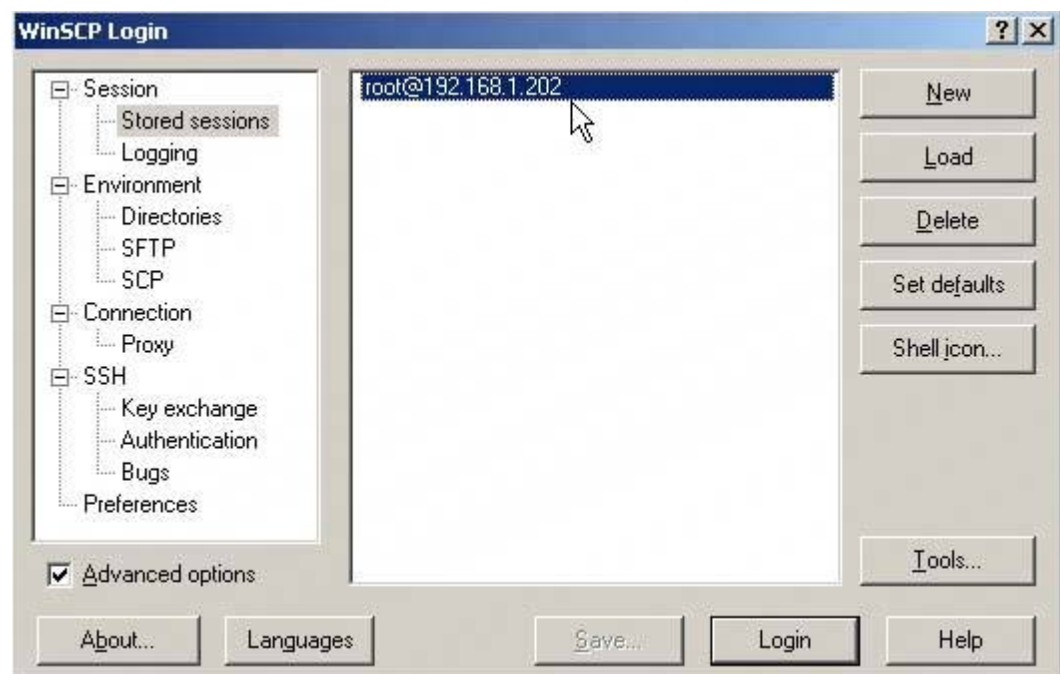 WinSCP Login
Session
Stored sessions
Logging
Environment
Directories
SFTP
SCP
Connection
Proxy
SSH
Key exchange
Authentication
Bugs
Preferences
Advanced options
root@192.168.1.202
New
Load
Delete
Set defaults
Shell icon...
Tools...
About...
Languages
Save...
Login
Help